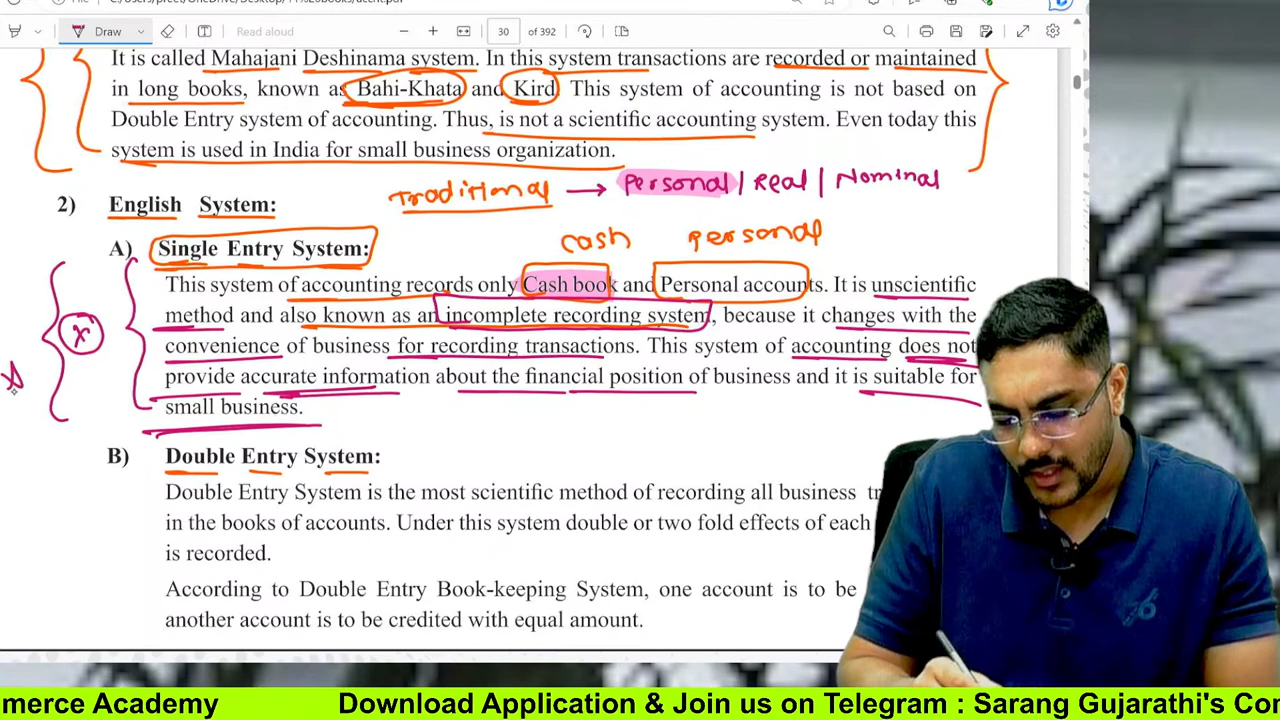 Draw
Read aloud
30
of 392
It is called Mahajani Deshinama system. In this system transactions are recorded or maintained
in long books, known as Bahi-Khata and Kird. This system of accounting is not based on
Double Entry system of accounting. Thus, is not a scientific accounting system. Even today this
system is used in India for small business organization.
Traditional → Personal | Real | Nominal
2) English System:
cash personal
A) Single Entry System:
This system of accounting records only Cash book and Personal accounts. It is unscientific
method and also known as an incomplete recording system, because it changes with the
convenience of business for recording transactions. This system of accounting does not
provide accurate information about the financial position of business and it is suitable for
small business.
B) Double Entry System:
Double Entry System is the most scientific method of recording all business
in the books of accounts. Under this system double or two fold effects of each
is recorded.
According to Double Entry Book-keeping System, one account is to be
another account is to be credited with equal amount.
merce Academy Download Application & Join us on Telegram : Sarang Gujarathi's Co